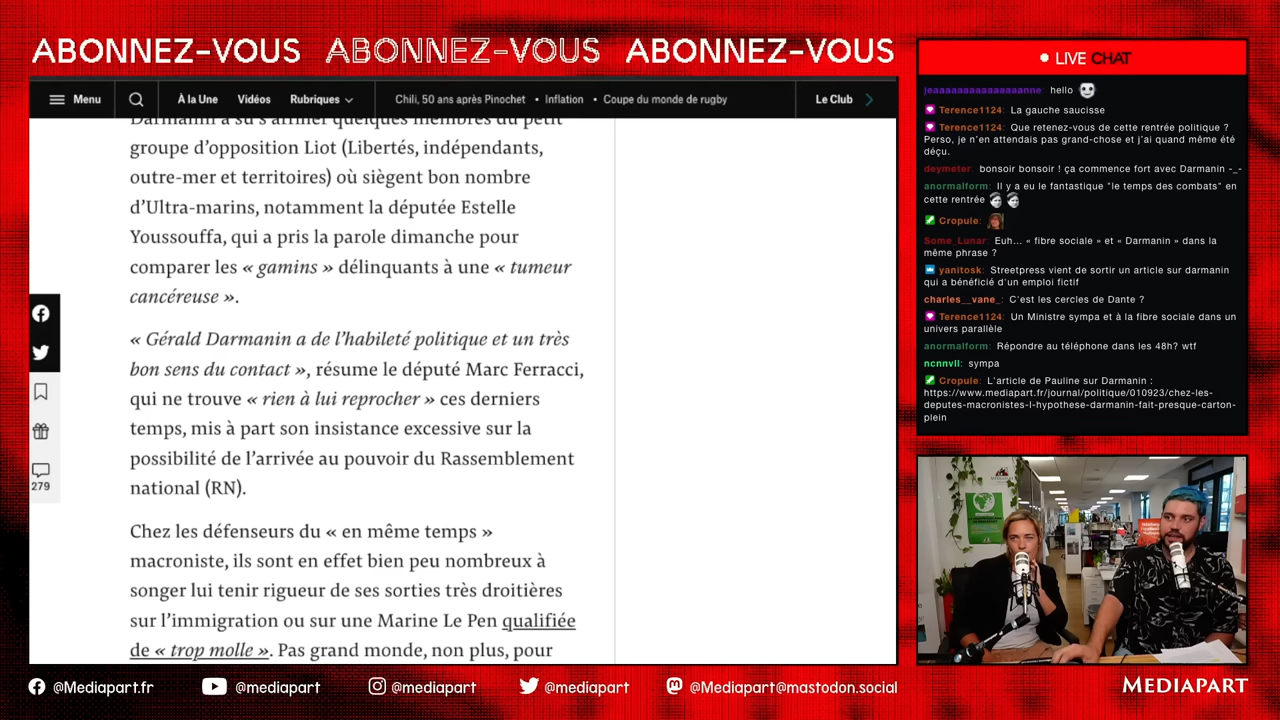 ABONNEZ-VOUS ABONNEZ-VOUS ABONNEZ-VOUS
Menu
À la Une Vidéos Rubriques
Chili, 50 ans après Pinochet • Inflation • Coupe du monde de rugby
Le Club
Darmanin a su s'affilier quelques membres du petit
groupe d'opposition Liot (Libertés, indépendants,
outre-mer et territoires) où siègent bon nombre
d'Ultra-marins, notamment la députée Estelle
Youssouffa, qui a pris la parole dimanche pour
comparer les « gamins » délinquants à une « tumeur
cancéreuse ».
« Gérald Darmanin a de l'habileté politique et un très
bon sens du contact », résume le député Marc Ferracci,
qui ne trouve « rien à lui reprocher » ces derniers
temps, mis à part son insistance excessive sur la
possibilité de l'arrivée au pouvoir du Rassemblement
national (RN).
Chez les défenseurs du « en même temps »
macroniste, ils sont en effet bien peu nombreux à
songer lui tenir rigueur de ses sorties très droitières
sur l'immigration ou sur une Marine Le Pen qualifiée
de « trop molle ». Pas grand monde, non plus, pour
279
LIVE CHAT
jeaaaaaaaaaaaaaaaanne: hello
Terence1124: La gauche saucisse
Terence1124: Que retenez-vous de cette rentrée politique ?
Perso, je n'en attendais pas grand-chose et j'ai quand même été
déçu.
deymeter: bonsoir bonsoir ! ça commence fort avec Darmanin -_-
anormalform: Il y a eu le fantastique "le temps des combats" en
cette rentrée
Cropule:
Some_Lunar: Euh... « fibre sociale » et « Darmanin » dans la
même phrase ?
yanitosk: Streetpress vient de sortir un article sur darmanin
qui a bénéficié d'un emploi fictif
charles__vane_: C'est les cercles de Dante ?
Terence1124: Un Ministre sympa et à la fibre sociale dans un
univers parallèle
anormalform: Répondre au téléphone dans les 48h? wtf
ncnnvll: sympa
Cropule: L'article de Pauline sur Darmanin :
https://www.mediapart.fr/journal/politique/010923/chez-les-
deputes-macronistes-l-hypothese-darmanin-fait-presque-carton-
plein
@Mediapart.fr
@mediapart
@mediapart
@mediapart
@Mediapart@mastodon.social
MEDIAPART